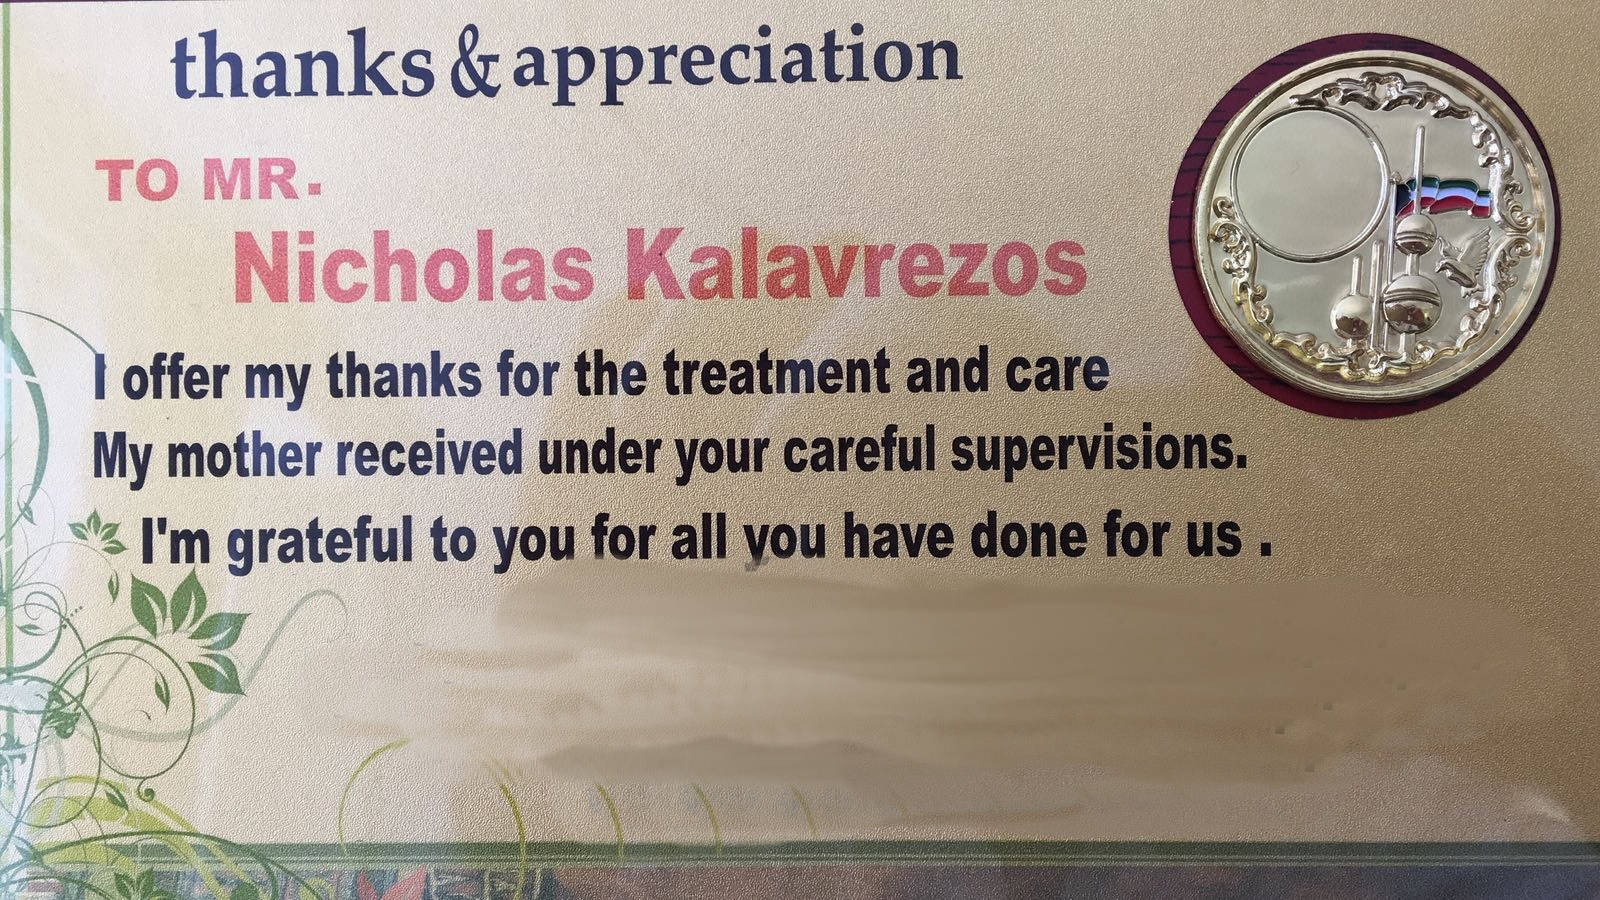 thanks & appreciation
TO MR.
Nicholas Kalavrezos
I offer my thanks for the treatment and care
My mother received under your careful supervisions.
I'm grateful to you for all you have done for us .